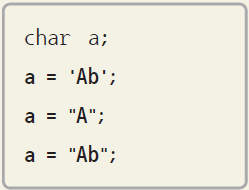 char a;
a = 'Ab';
a = "A";
a = "Ab";